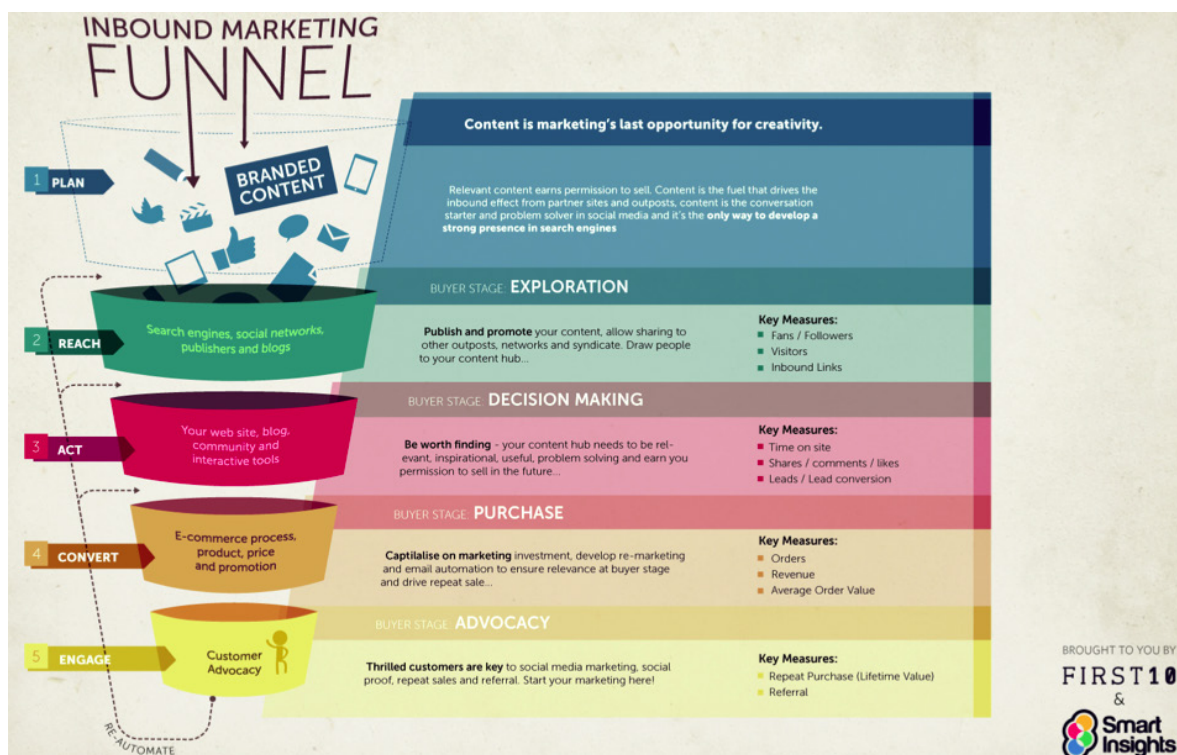 INBOUND MARKETING
FUNNEL
Content is marketing's last opportunity for creativity.
1 PLAN
BRANDED
CONTENT
Relevant content earns permission to sell. Content is the fuel that drives the
inbound effect from partner sites and outposts, content is the conversation
starter and problem solver in social media and it's the only way to develop a
strong presence in search engines
BUYER STAGE: EXPLORATION
2 REACH
Search engines, social networks,
publishers and blogs
Publish and promote your content, allow sharing to
other outposts, networks and syndicate. Draw people
to your content hub...
Key Measures:
Fans / Followers
Visitors
Inbound Links
BUYER STAGE: DECISION MAKING
3 ACT
Your web site, blog,
community and
interactive tools
Be worth finding - your content hub needs to be rel-
evant, inspirational, useful, problem solving and earn you
permission to sell in the future...
Key Measures:
Time on site
Shares / comments / likes
Leads / Lead conversion
BUYER STAGE: PURCHASE
4 CONVERT
E-commerce process,
product, price
and promotion
Captilalise on marketing investment, develop re-marketing
and email automation to ensure relevance at buyer stage
and drive repeat sale...
Key Measures:
Orders
Revenue
Average Order Value
BUYER STAGE: ADVOCACY
5 ENGAGE
Customer
Advocacy
Thrilled customers are key to social media marketing, social
proof, repeat sales and referral. Start your marketing here!
Key Measures:
Repeat Purchase (Lifetime Value)
Referral
RE-AUTOMATE
BROUGHT TO YOU BY
FIRST10
&
Smart
Insights